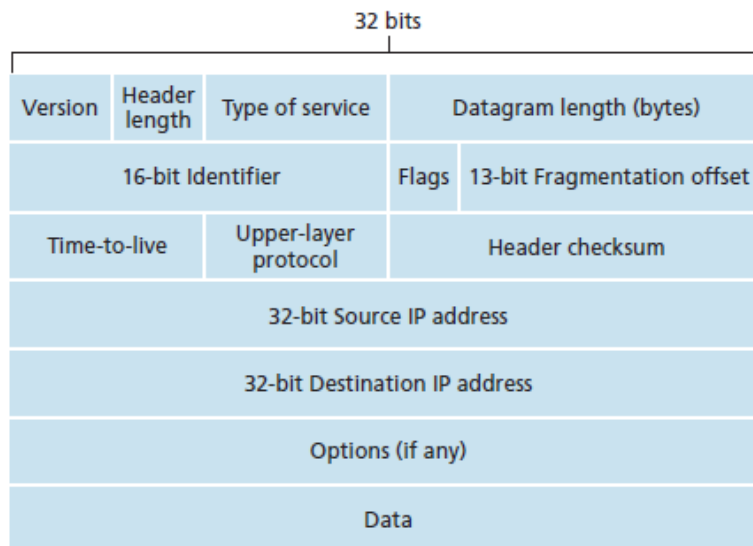 32 bits
Version
Header
length
Type of service
Datagram length (bytes)
16-bit Identifier
Flags
13-bit Fragmentation offset
Time-to-live
Upper-layer
protocol
Header checksum
32-bit Source IP address
32-bit Destination IP address
Options (if any)
Data